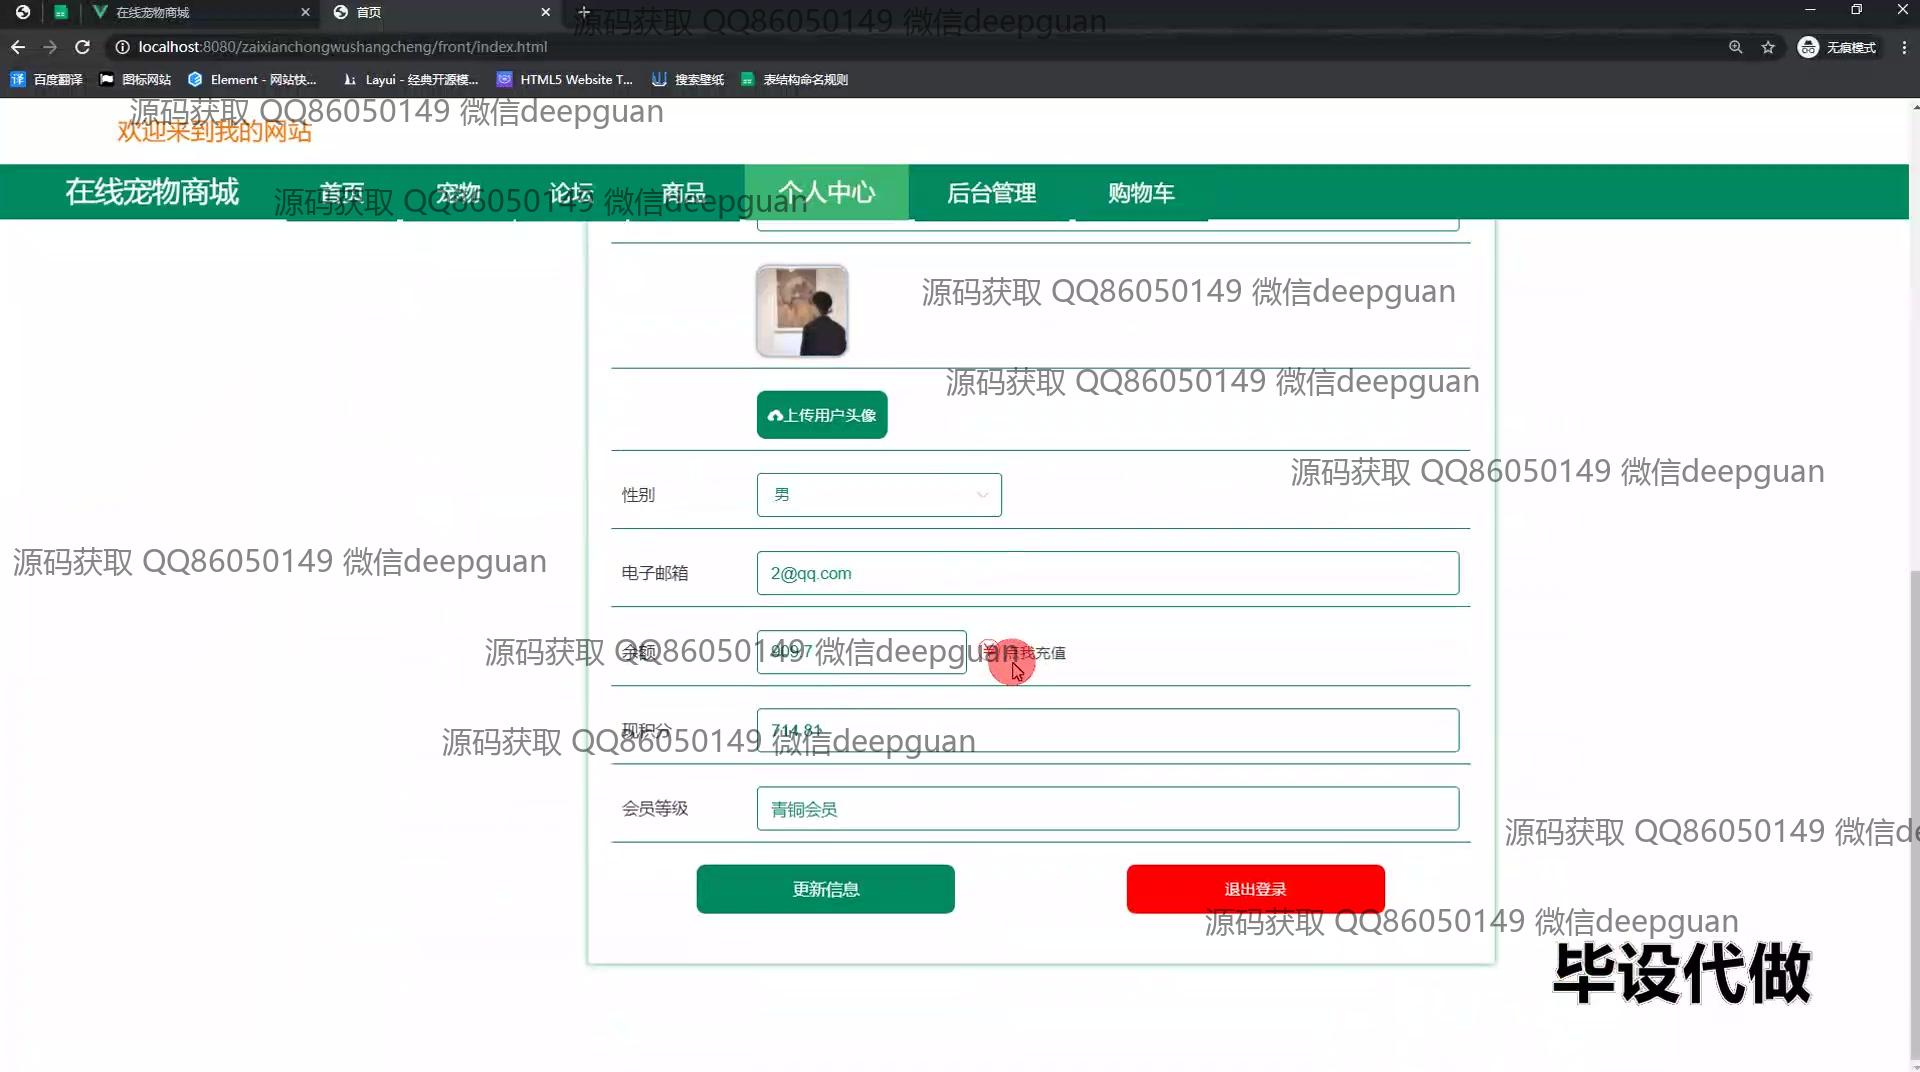 在线宠物商城
首页
源码获取 QQ86050149 微信deepguan
localhost:8080/zaixianchongwushangcheng/front/index.html
无痕模式
百度翻译
图标网站
Element - 网站快...
Layui - 经典开源模...
HTML5 Website T...
搜索壁纸
表结构命名规则
源码获取 QQ86050149 微信deepguan
欢迎来到我的网站
在线宠物商城
首页
宠物
论坛
商品
个人中心
后台管理
购物车
源码获取 QQ86050149 微信deepguan
源码获取 QQ86050149 微信deepguan
源码获取 QQ86050149 微信deepguan
上传用户头像
源码获取 QQ86050149 微信deepguan
性别
男
源码获取 QQ86050149 微信deepguan
电子邮箱
2@qq.com
源码获取 QQ86050149 微信deepguan
余额
909.7
点我充值
源码获取 QQ86050149 微信deepguan
现积分
714.81
会员等级
青铜会员
源码获取 QQ86050149 微信de
更新信息
退出登录
源码获取 QQ86050149 微信deepguan
毕设代做